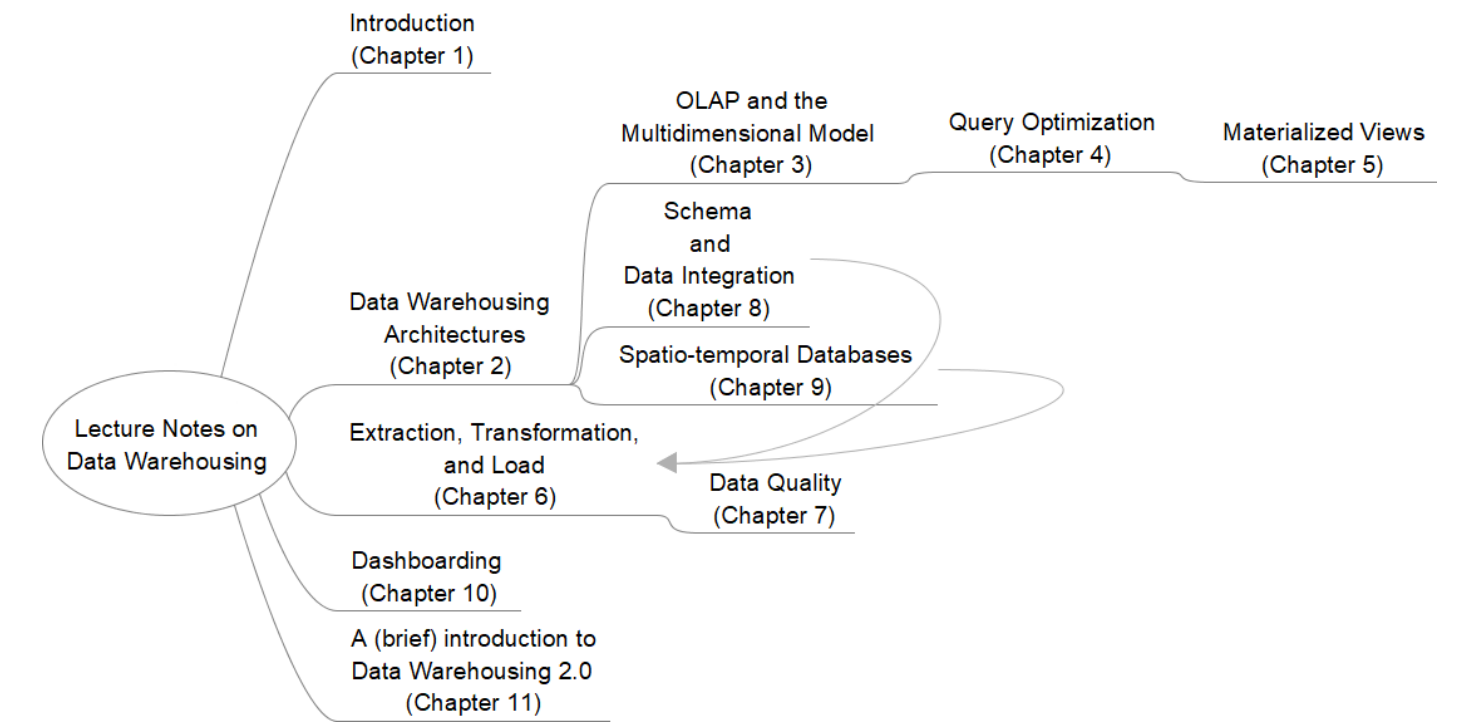 Introduction
(Chapter 1)
OLAP and the
Multidimensional Model
(Chapter 3)
Query Optimization
(Chapter 4)
Materialized Views
(Chapter 5)
Schema
and
Data Integration
(Chapter 8)
Data Warehousing
Architectures
(Chapter 2)
Spatio-temporal Databases
(Chapter 9)
Lecture Notes on
Data Warehousing
Extraction, Transformation,
and Load
(Chapter 6)
Data Quality
(Chapter 7)
Dashboarding
(Chapter 10)
A (brief) introduction to
Data Warehousing 2.0
(Chapter 11)